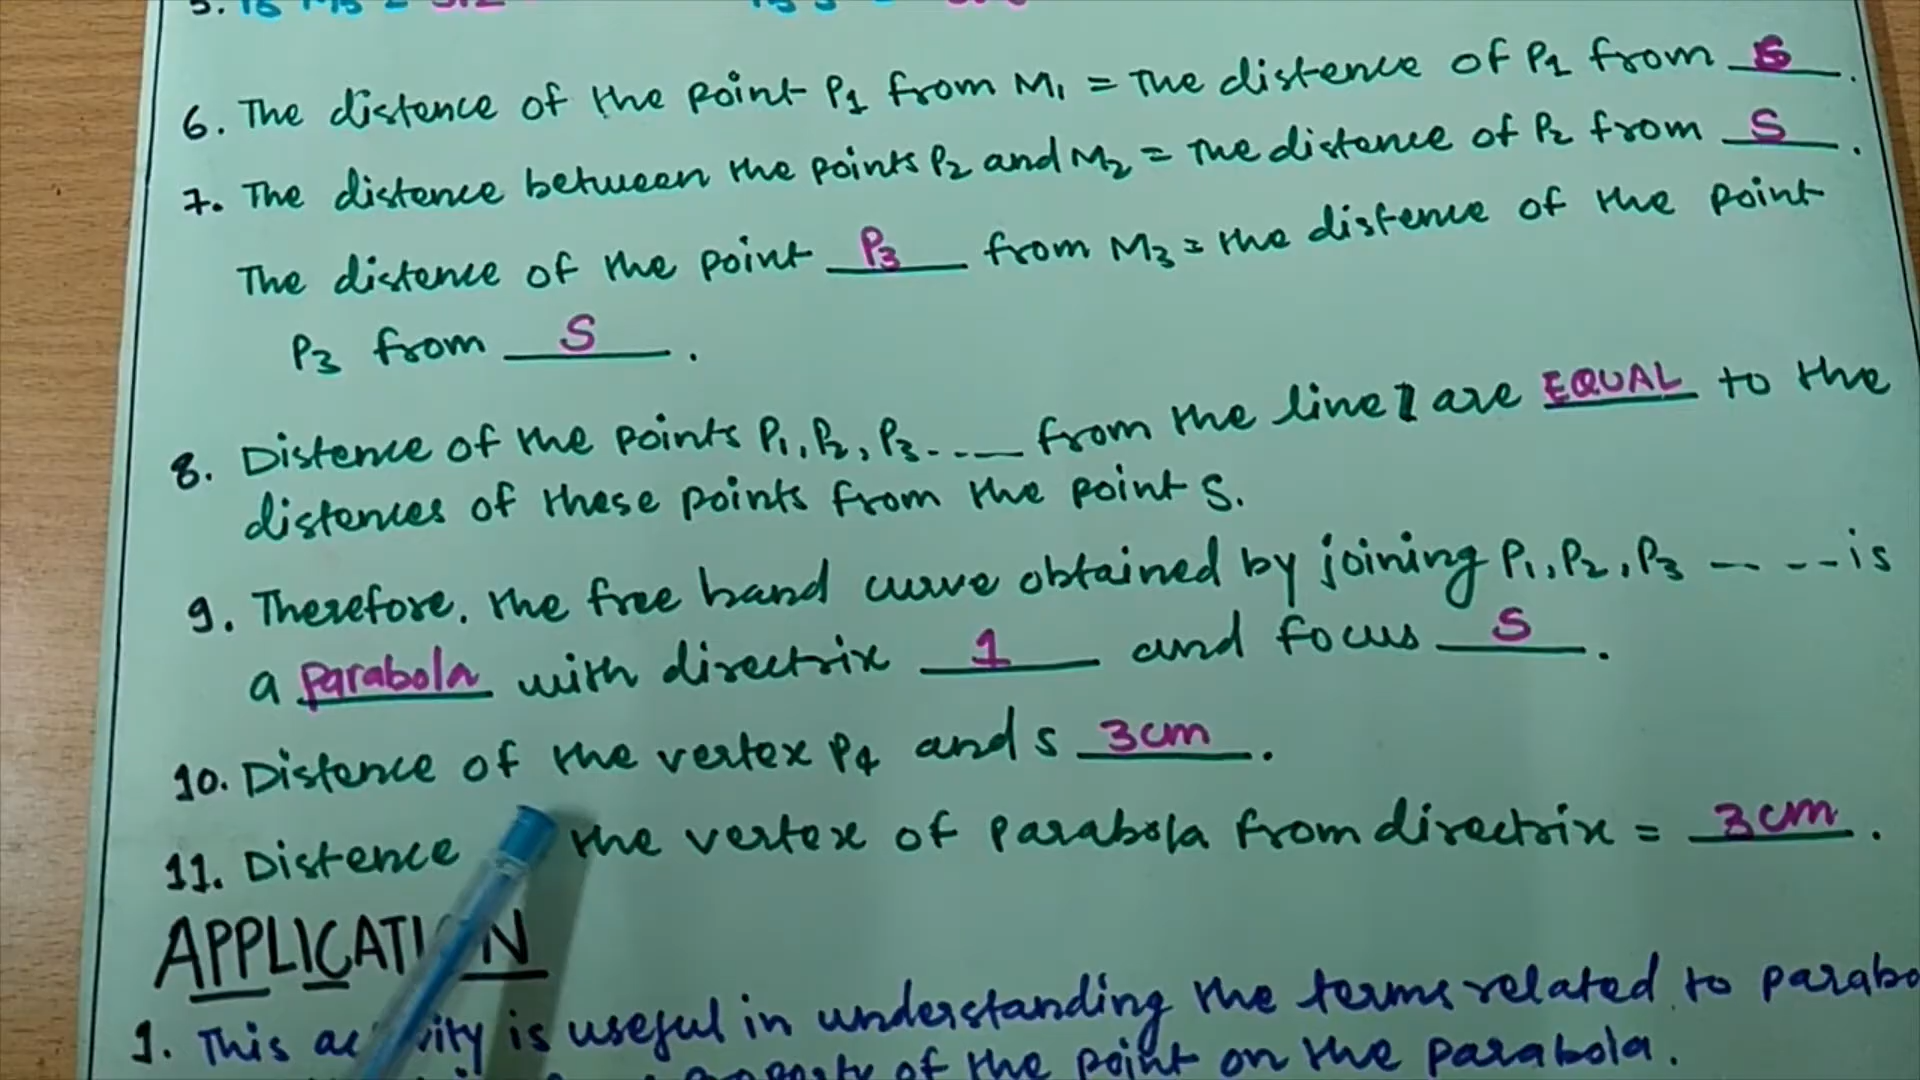 6. The distence of the point P1 from M1 = The distence of P1 from S.
7. The distence between the points P2 and M2 = The distence of P2 from S.
The distence of the point P3 from M3 = the distence of the point
P3 from S.
8. Distence of the points P1, P2, P3...__ from the line l are EQUAL to the
distences of these points from the point S.
9. Therefore, the free hand curve obtained by joining P1, P2, P3 ---- is
a Parabola with directrix 1 and focus S.
10. Distence of the vertex P4 and s 3cm.
11. Distence the vertex of parabola from directrix = 3cm.
APPLICATION
1. This activity is useful in understanding the terms related to parabo
of the point on the parabola.